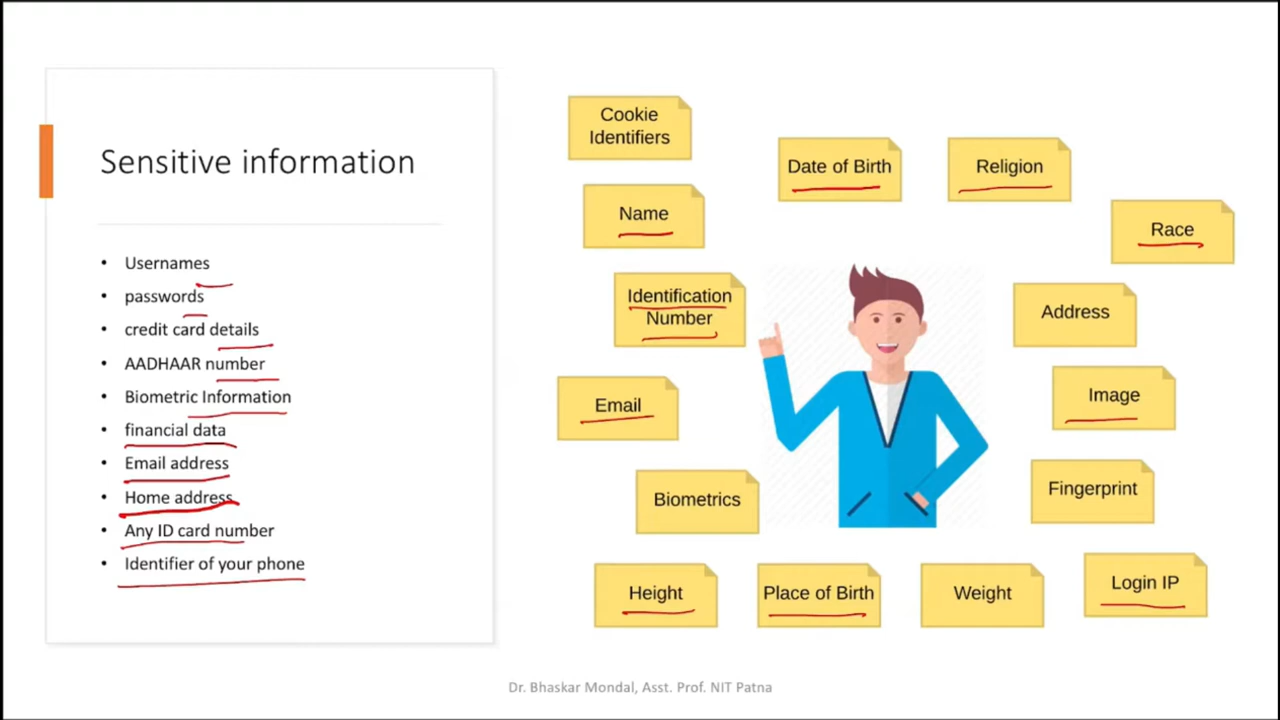 Sensitive information
• Usernames
• passwords
• credit card details
• AADHAAR number
• Biometric Information
• financial data
• Email address
• Home address
• Any ID card number
• Identifier of your phone
Cookie
Identifiers
Date of Birth
Religion
Name
Race
Identification
Number
Address
Email
Image
Biometrics
Fingerprint
Height
Place of Birth
Weight
Login IP
Dr. Bhaskar Mondal, Asst. Prof. NIT Patna